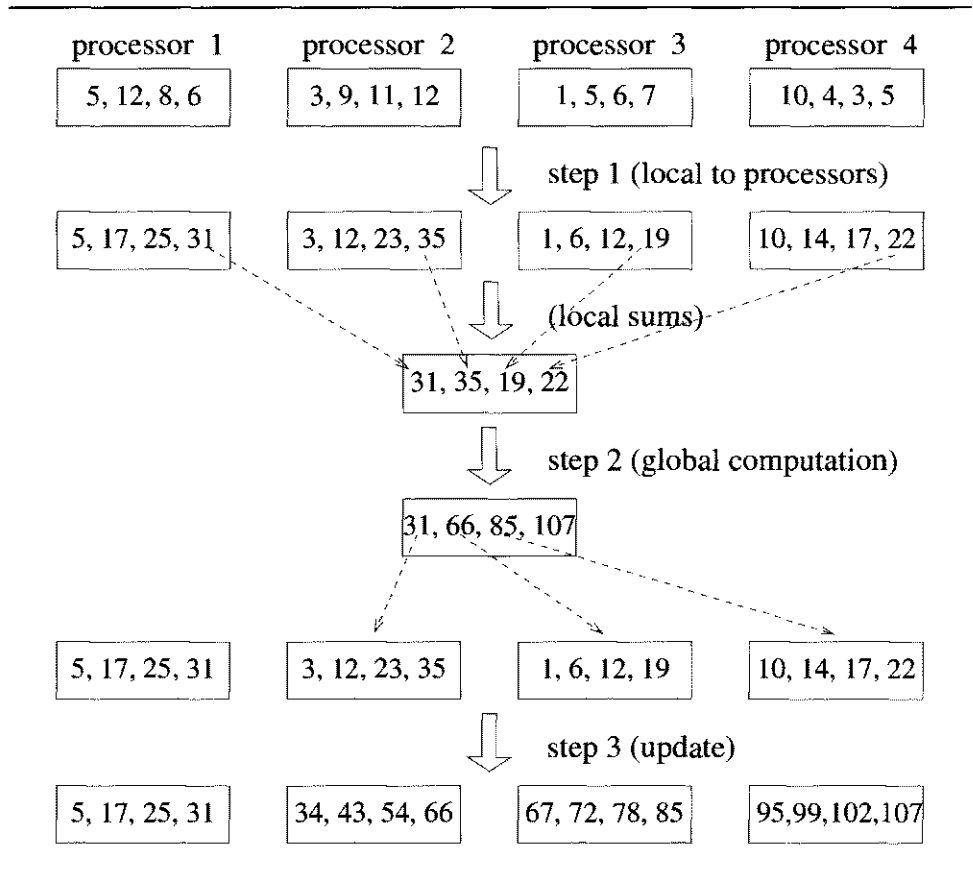 processor 1 processor 2 processor 3 processor 4
5, 12, 8, 6 3, 9, 11, 12 1, 5, 6, 7 10, 4, 3, 5
step 1 (local to processors)
5, 17, 25, 31 3, 12, 23, 35 1, 6, 12, 19 10, 14, 17, 22
(local sums)
31, 35, 19, 22
step 2 (global computation)
31, 66, 85, 107
5, 17, 25, 31 3, 12, 23, 35 1, 6, 12, 19 10, 14, 17, 22
step 3 (update)
5, 17, 25, 31 34, 43, 54, 66 67, 72, 78, 85 95,99,102,107